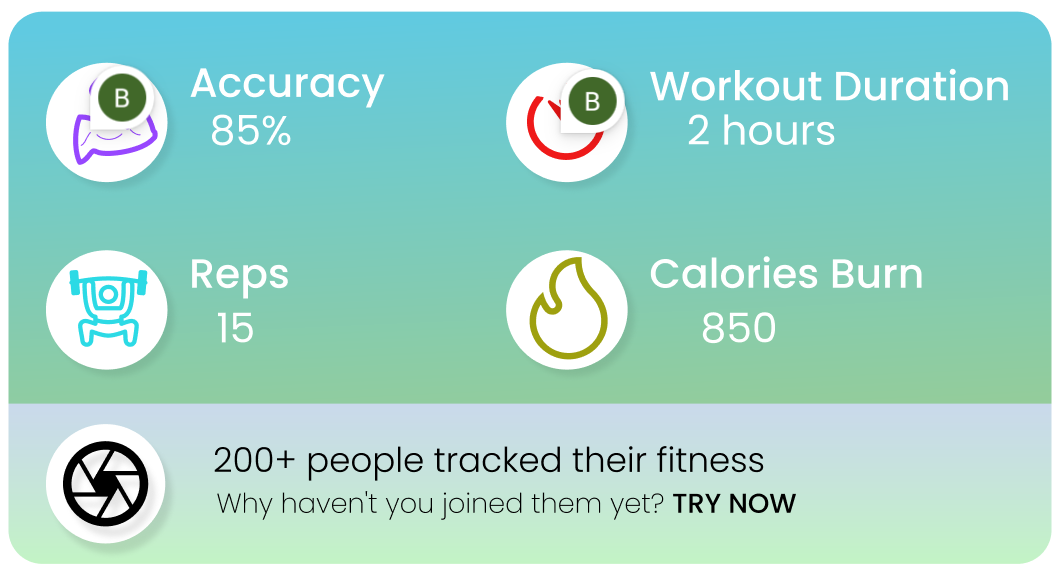 B
Accuracy
85%
B
Workout Duration
2 hours
Reps
15
Calories Burn
850
200+ people tracked their fitness
Why haven't you joined them yet? TRY NOW